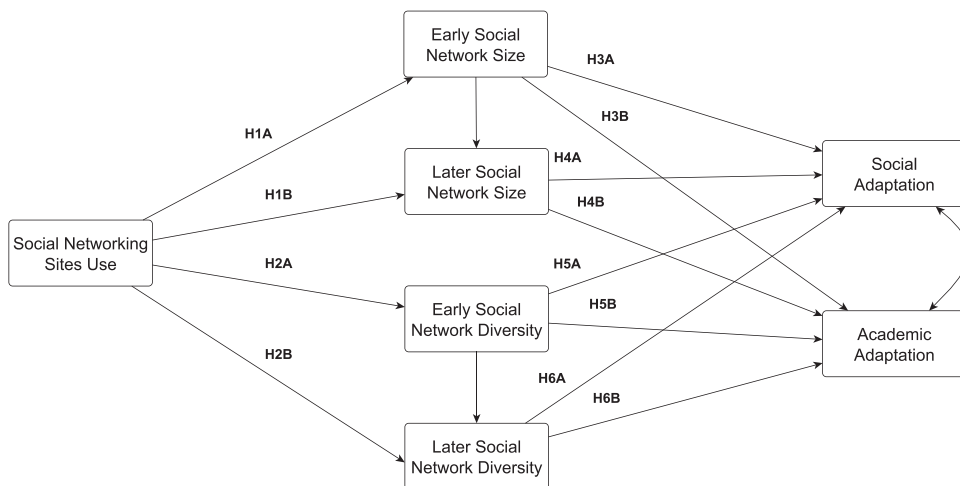 Early Social
Network Size
H3A
H3B
H1A
Later Social
Network Size
H4A
Social
Adaptation
H1B
H4B
Social Networking
Sites Use
H2A
H5A
Early Social
Network Diversity
H5B
Academic
Adaptation
H2B
H6A
H6B
Later Social
Network Diversity